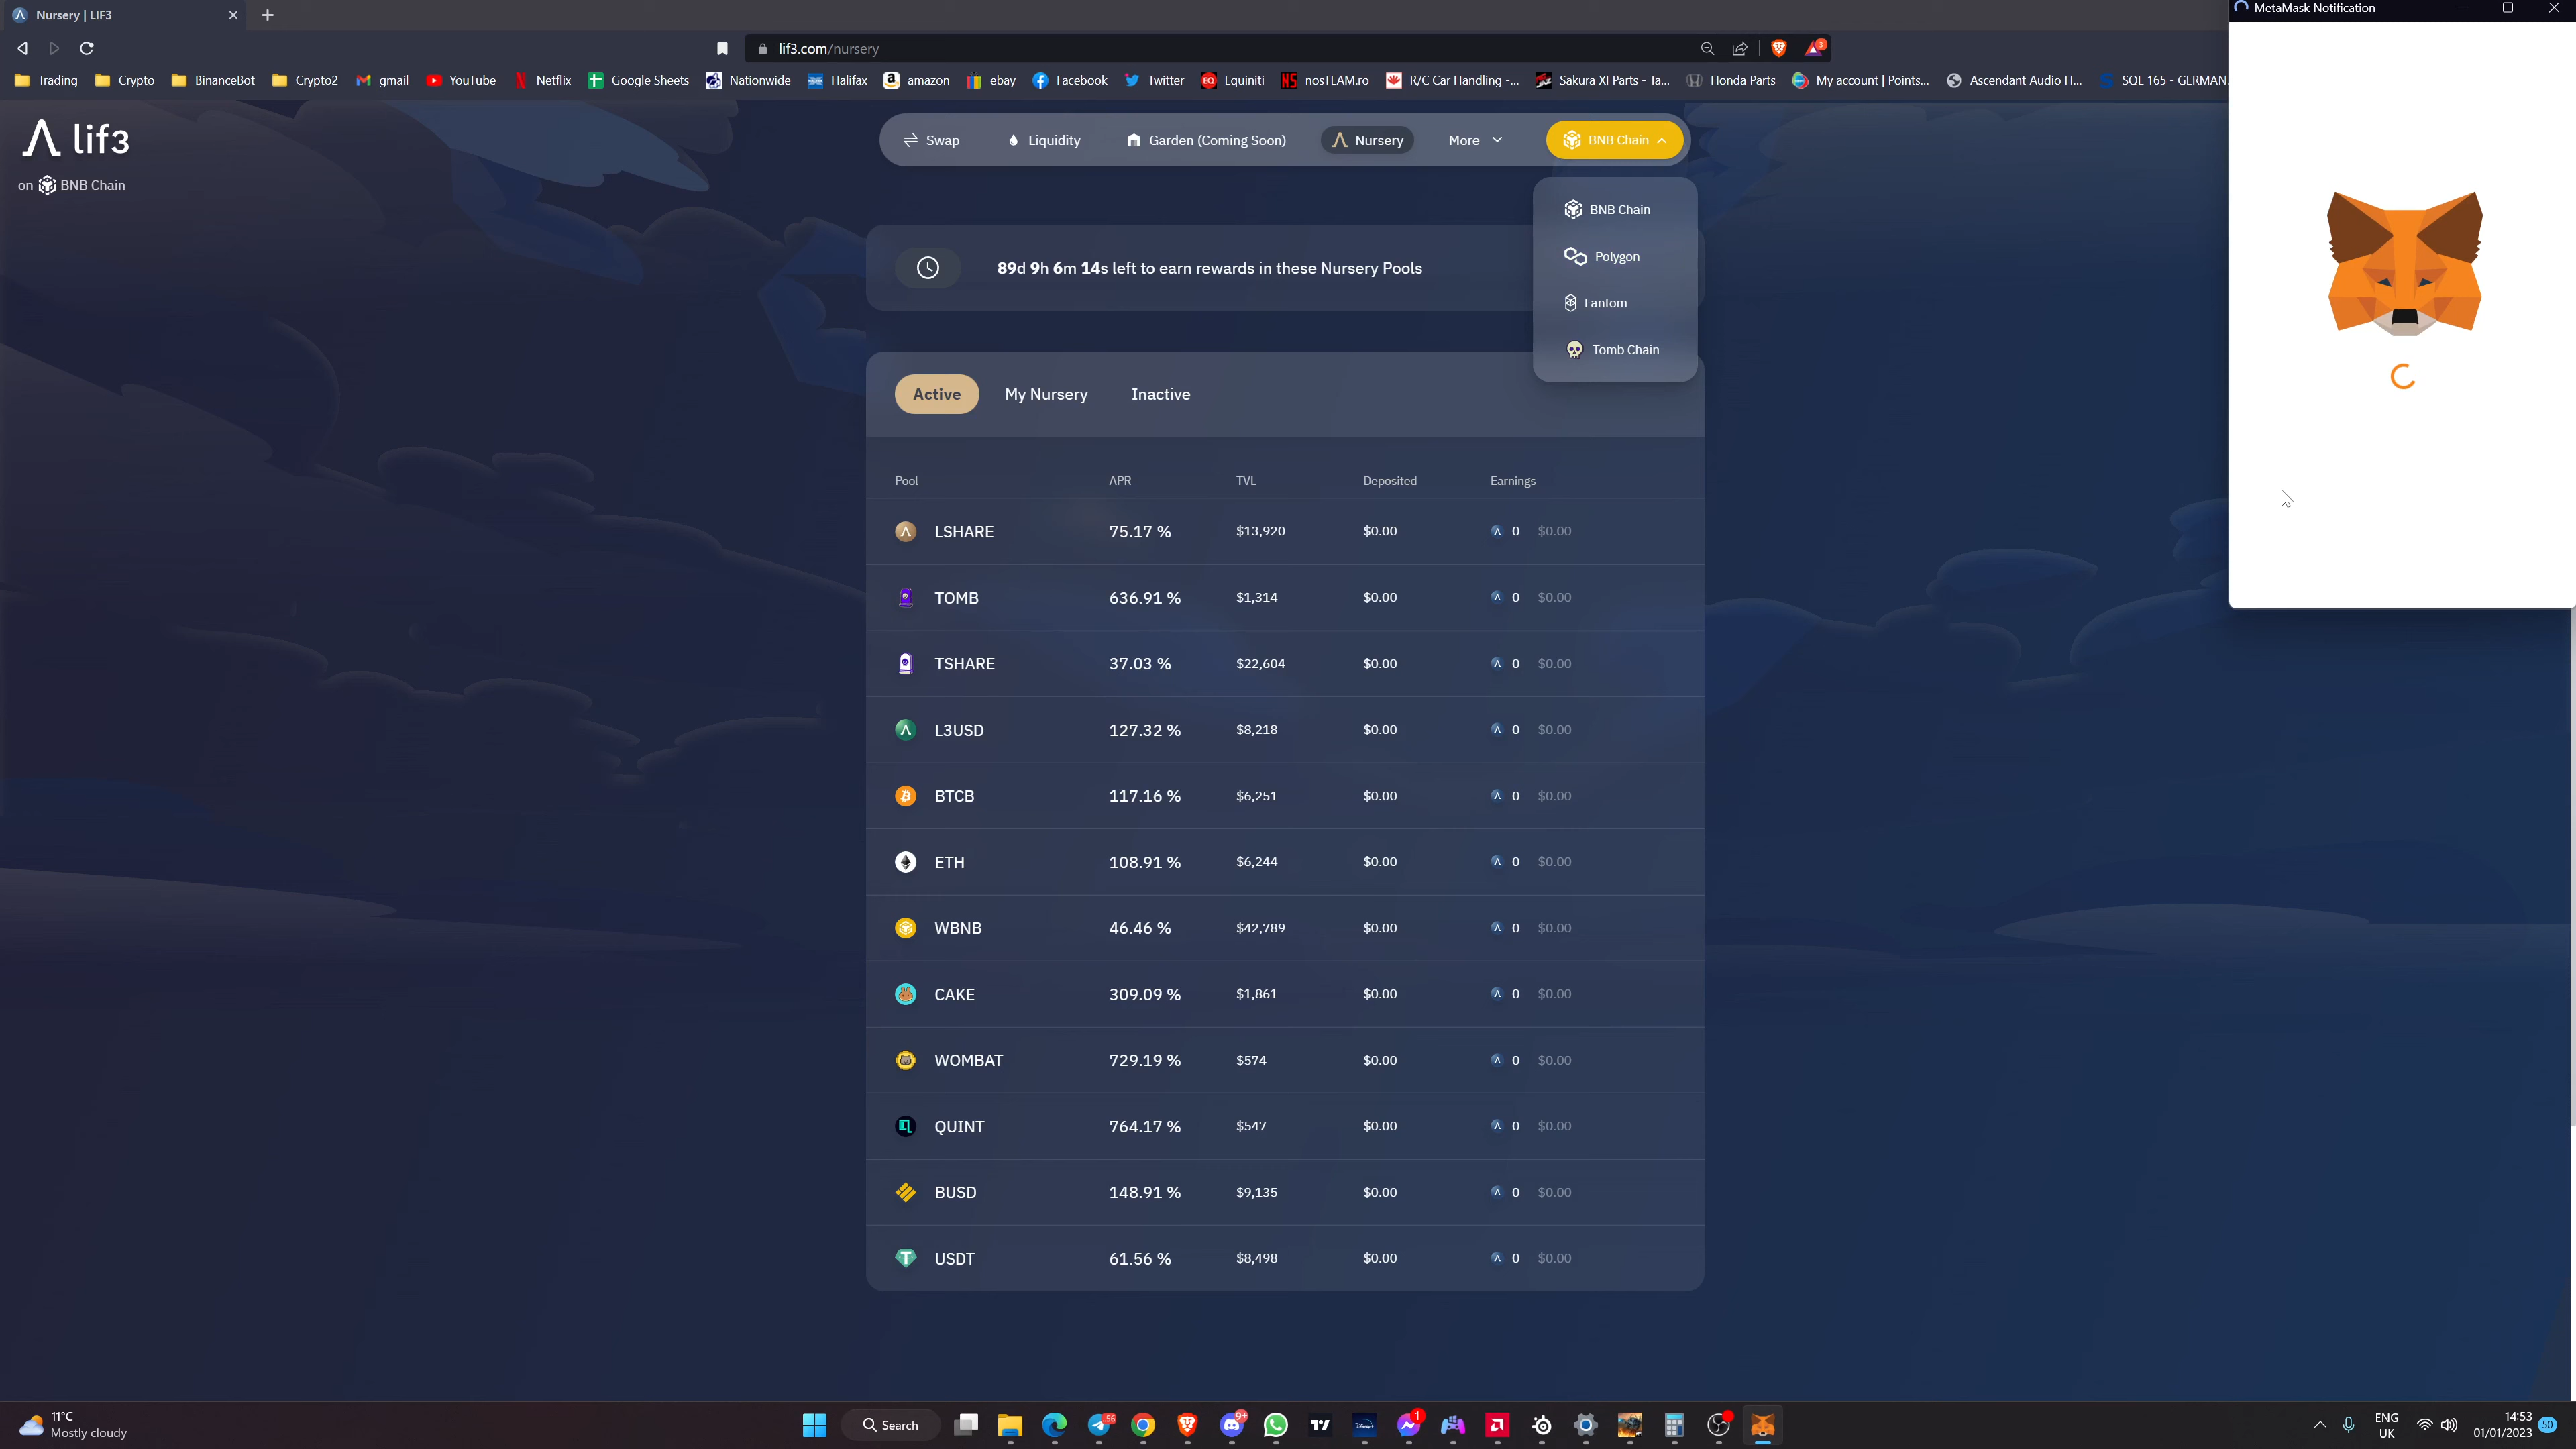 Nursery | LIF3
MetaMask Notification
lif3.com/nursery
3
Trading Crypto BinanceBot Crypto2 gmail YouTube Netflix Google Sheets Nationwide Halifax amazon ebay Facebook Twitter Equiniti nosTEAM.ro R/C Car Handling -... Sakura XI Parts - Ta... Honda Parts My account | Points... Ascendant Audio H... SQL 165 - GERMAN
lif3
on BNB Chain
Swap Liquidity Garden (Coming Soon) Nursery More BNB Chain
BNB Chain
Polygon
Fantom
Tomb Chain
89d 9h 6m 14s left to earn rewards in these Nursery Pools
Active My Nursery Inactive
Pool APR TVL Deposited Earnings
LSHARE 75.17 % $13,920 $0.00 0 $0.00
TOMB 636.91 % $1,314 $0.00 0 $0.00
TSHARE 37.03 % $22,604 $0.00 0 $0.00
L3USD 127.32 % $8,218 $0.00 0 $0.00
BTCB 117.16 % $6,251 $0.00 0 $0.00
ETH 108.91 % $6,244 $0.00 0 $0.00
WBNB 46.46 % $42,789 $0.00 0 $0.00
CAKE 309.09 % $1,861 $0.00 0 $0.00
WOMBAT 729.19 % $574 $0.00 0 $0.00
QUINT 764.17 % $547 $0.00 0 $0.00
BUSD 148.91 % $9,135 $0.00 0 $0.00
USDT 61.56 % $8,498 $0.00 0 $0.00
11°C
Mostly cloudy
Search
56
9+
Disney+
1
ENG
UK
14:53
01/01/2023
50